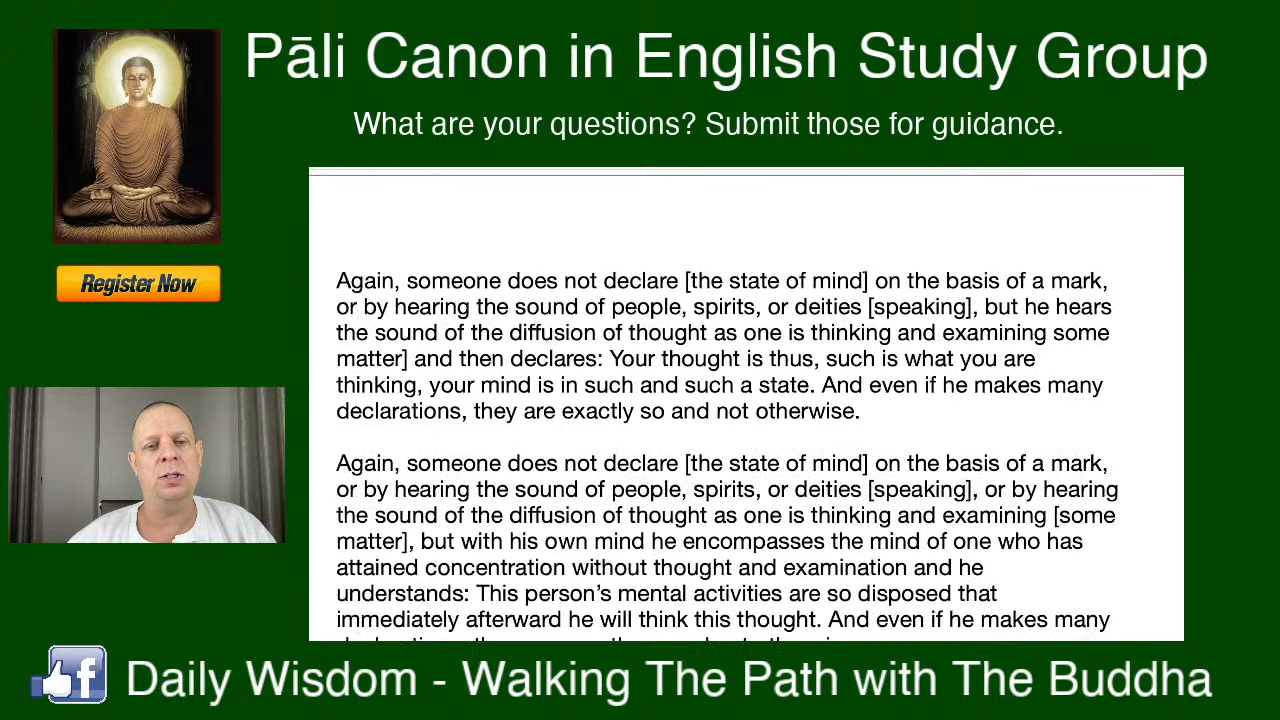 Pāli Canon in English Study Group
What are your questions? Submit those for guidance.
Register Now
Again, someone does not declare [the state of mind] on the basis of a mark,
or by hearing the sound of people, spirits, or deities [speaking], but he hears
the sound of the diffusion of thought as one is thinking and examining some
matter] and then declares: Your thought is thus, such is what you are
thinking, your mind is in such and such a state. And even if he makes many
declarations, they are exactly so and not otherwise.
Again, someone does not declare [the state of mind] on the basis of a mark,
or by hearing the sound of people, spirits, or deities [speaking], or by hearing
the sound of the diffusion of thought as one is thinking and examining [some
matter], but with his own mind he encompasses the mind of one who has
attained concentration without thought and examination and he
understands: This person’s mental activities are so disposed that
immediately afterward he will think this thought. And even if he makes many
f
Daily Wisdom - Walking The Path with The Buddha